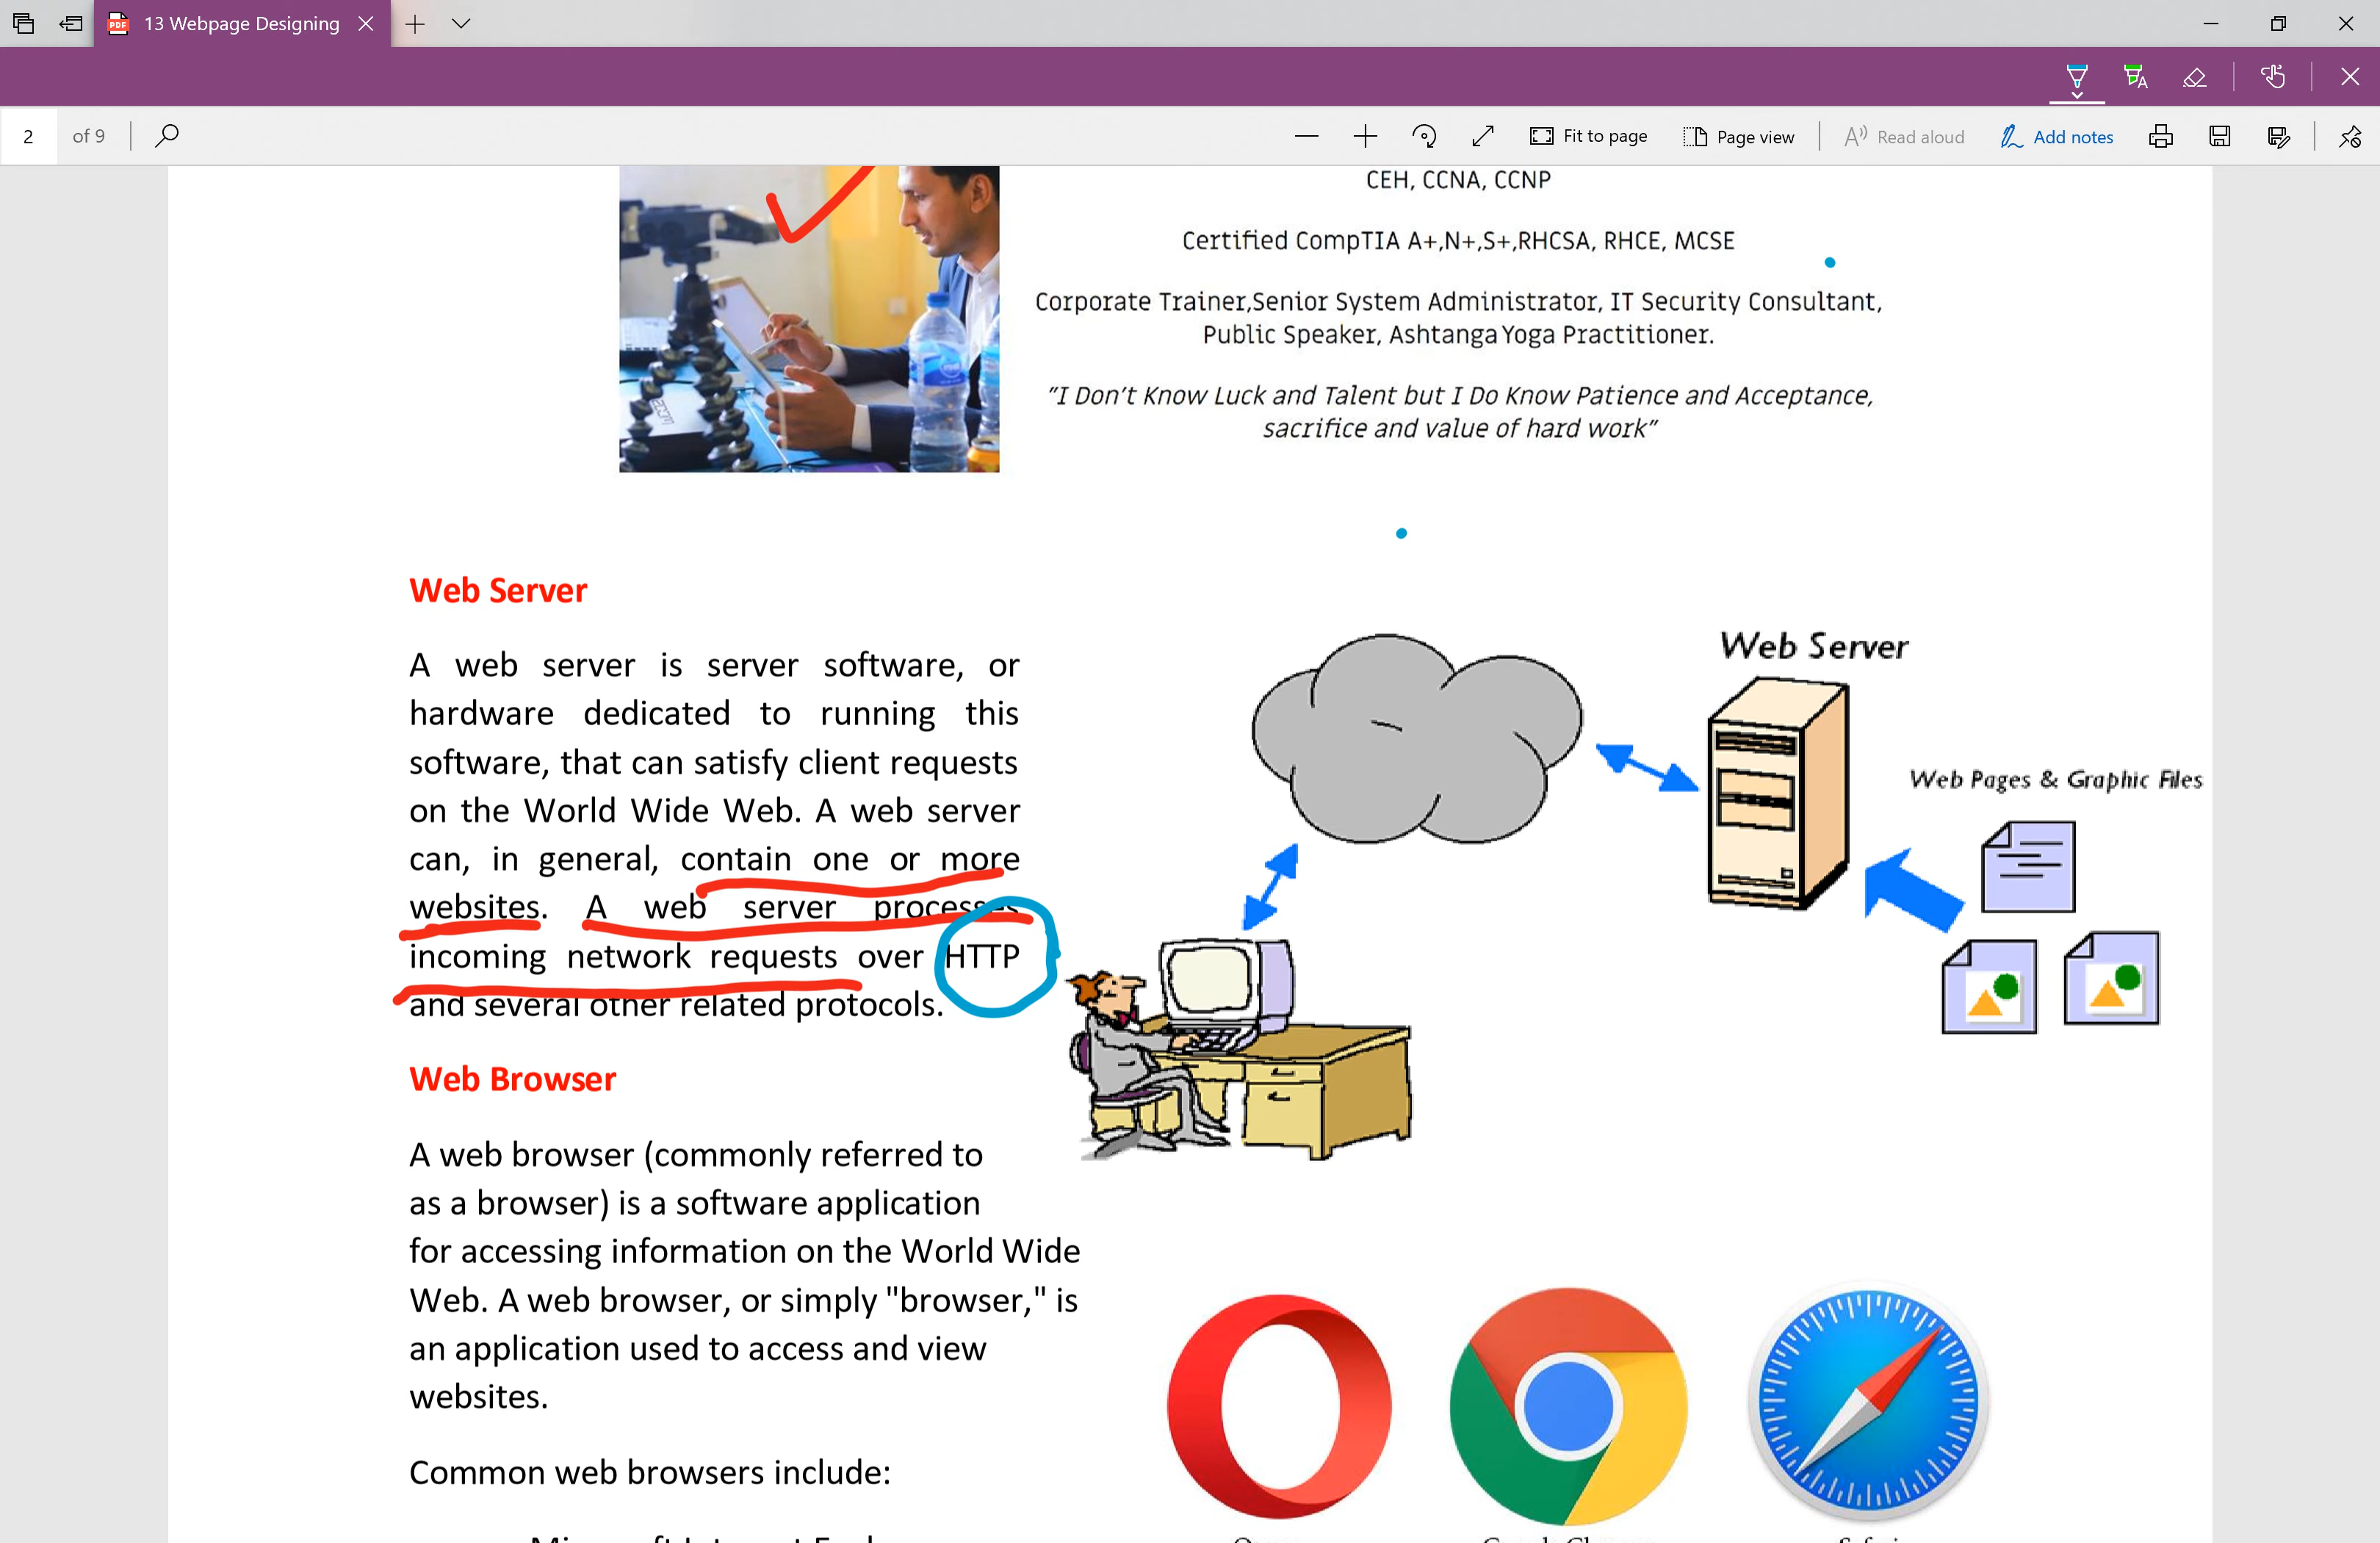 13 Webpage Designing
2 of 9
Fit to page
Page view
Read aloud
Add notes
CEH, CCNA, CCNP
Certified CompTIA A+,N+,S+,RHCSA, RHCE, MCSE
Corporate Trainer,Senior System Administrator, IT Security Consultant,
Public Speaker, Ashtanga Yoga Practitioner.
"I Don't Know Luck and Talent but I Do Know Patience and Acceptance,
sacrifice and value of hard work"
Web Server
A web server is server software, or
hardware dedicated to running this
software, that can satisfy client requests
on the World Wide Web. A web server
can, in general, contain one or more
websites. A web server processes
incoming network requests over HTTP
and several other related protocols.
Web Server
Web Pages & Graphic Files
Web Browser
A web browser (commonly referred to
as a browser) is a software application
for accessing information on the World Wide
Web. A web browser, or simply "browser," is
an application used to access and view
websites.
Common web browsers include: